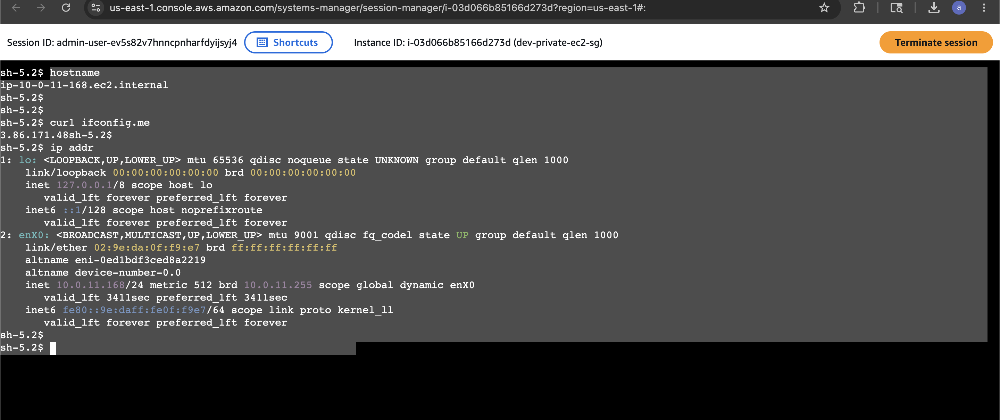 us-east-1.console.aws.amazon.com/systems-manager/session-manager/i-03d066b85166d273d?region=us-east-1#:
a
Session ID: admin-user-ev5s82v7hnncpnharfdyijsyj4
Shortcuts
Instance ID: i-03d066b85166d273d (dev-private-ec2-sg)
Terminate session
sh-5.2$ hostname
ip-10-0-11-168.ec2.internal
sh-5.2$
sh-5.2$
sh-5.2$ curl ifconfig.me
3.86.171.48sh-5.2$
sh-5.2$ ip addr
1: lo: <LOOPBACK,UP,LOWER_UP> mtu 65536 qdisc noqueue state UNKNOWN group default qlen 1000
    link/loopback 00:00:00:00:00:00 brd 00:00:00:00:00:00
    inet 127.0.0.1/8 scope host lo
       valid_lft forever preferred_lft forever
    inet6 ::1/128 scope host noprefixroute
       valid_lft forever preferred_lft forever
2: enX0: <BROADCAST,MULTICAST,UP,LOWER_UP> mtu 9001 qdisc fq_codel state UP group default qlen 1000
    link/ether 02:9e:da:0f:f9:e7 brd ff:ff:ff:ff:ff:ff
    altname eni-0ed1bdf3ced8a2219
    altname device-number-0.0
    inet 10.0.11.168/24 metric 512 brd 10.0.11.255 scope global dynamic enX0
       valid_lft 3411sec preferred_lft 3411sec
    inet6 fe80::9e:daff:fe0f:f9e7/64 scope link proto kernel_ll
       valid_lft forever preferred_lft forever
sh-5.2$
sh-5.2$